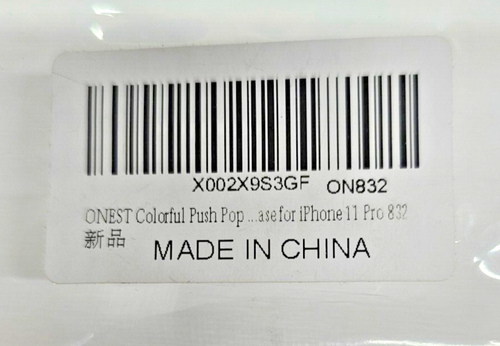 X002X9S3GF ON832
ONEST Colorful Push Pop ...ase for iPhone 11 Pro 832
新品
MADE IN CHINA